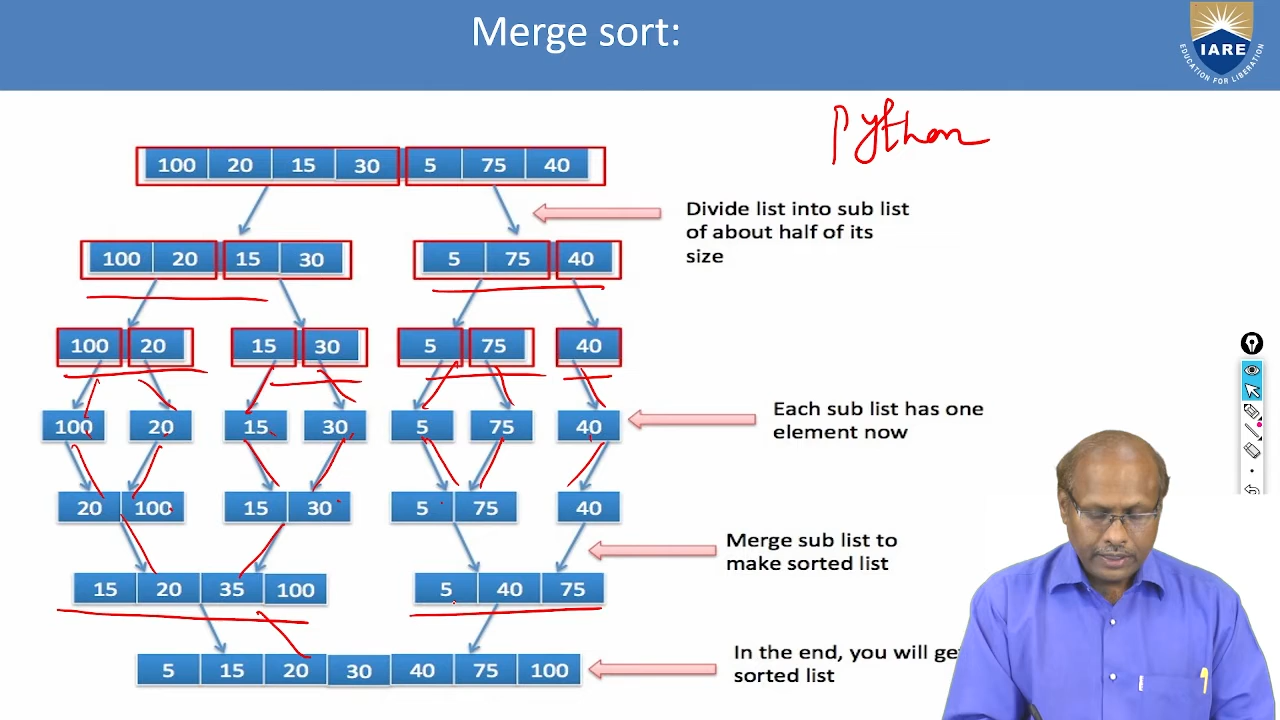 Merge sort:
IARE
EDUCATION FOR LIBERATION
Python
100 20 15 30 5 75 40
Divide list into sub list
of about half of its
size
100 20 15 30 5 75 40
100 20 15 30 5 75 40
100 20 15 30 5 75 40
Each sub list has one
element now
20 100 15 30 5 75 40
Merge sub list to
make sorted list
15 20 35 100 5 40 75
In the end, you will ge
sorted list
5 15 20 30 40 75 100